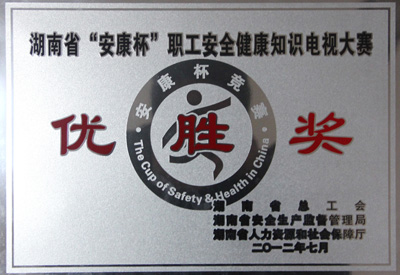 湖南省“安康杯”职工安全健康知识电视大赛
·安康杯竞赛·
优胜奖
The Cup of Safety & Health in China
湖南省总工会
湖南省安全生产监督管理局
湖南省人力资源和社会保障厅
二〇一二年七月